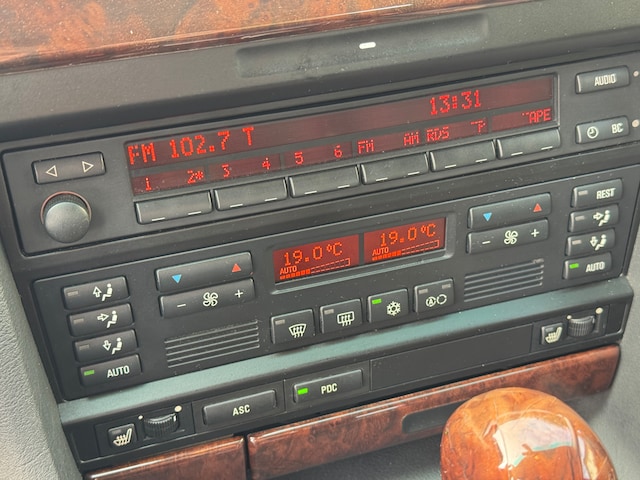 AUDIO
13:31
FM 102.7 T
1 2* 3 4 5 6 FM AM RDS TAPE
BC
REST
19.0°C 19.0°C
AUTO AUTO
AUTO
AUTO
ASC
PDC